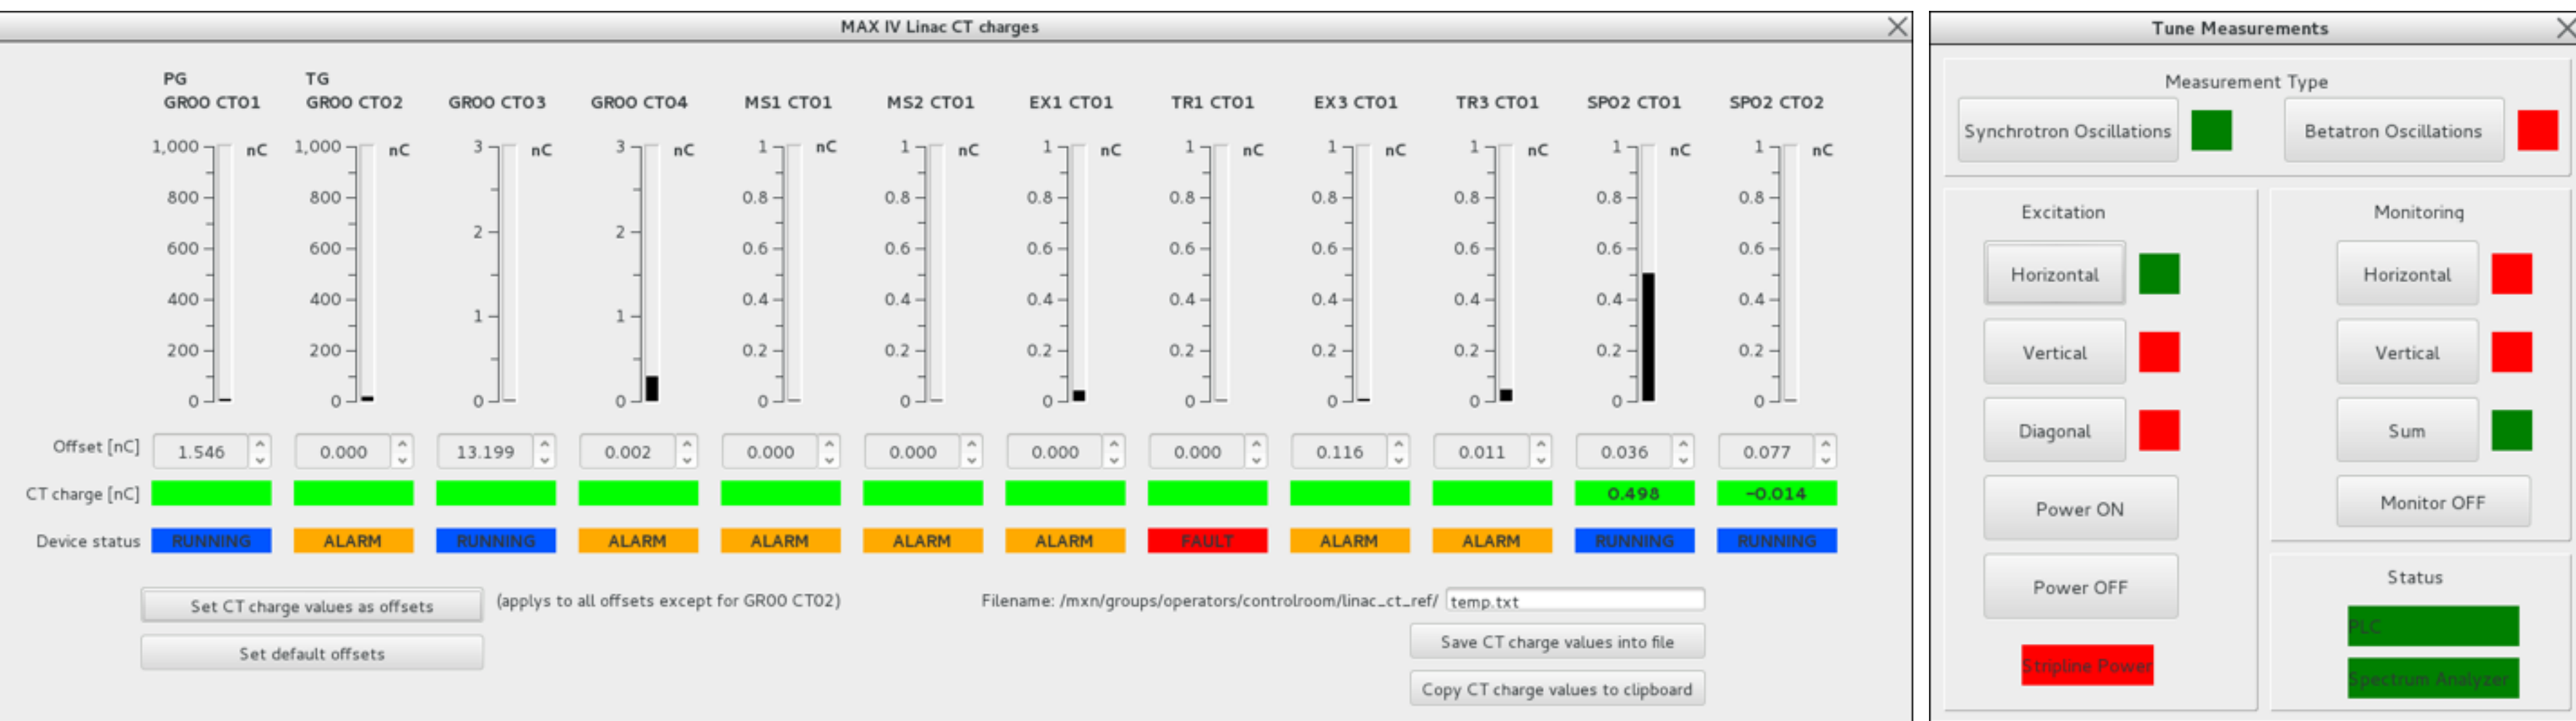 MAX IV Linac CT charges
PG TG
GR00 CT01 GR00 CT02 GR00 CT03 GR00 CT04 MS1 CT01 MS2 CT01 EX1 CT01 TR1 CT01 EX3 CT01 TR3 CT01 SP02 CT01 SP02 CT02
1,000 nC 1,000 nC 3 nC 3 nC 1 nC 1 nC 1 nC 1 nC 1 nC 1 nC 1 nC 1 nC
800 800 0.8 0.8 0.8 0.8 0.8 0.8 0.8 0.8
2 2
600 600 0.6 0.6 0.6 0.6 0.6 0.6 0.6 0.6
400 400 0.4 0.4 0.4 0.4 0.4 0.4 0.4 0.4
1 1
200 200 0.2 0.2 0.2 0.2 0.2 0.2 0.2 0.2
0 0 0 0 0 0 0 0 0 0 0 0
Offset [nC] 1.546 0.000 13.199 0.002 0.000 0.000 0.000 0.000 0.116 0.011 0.036 0.077
CT charge [nC] 0.498 -0.014
Device status RUNNING ALARM RUNNING ALARM ALARM ALARM ALARM FAULT ALARM ALARM RUNNING RUNNING
Set CT charge values as offsets (applys to all offsets except for GR00 CT02) Filename: /mxn/groups/operators/controlroom/linac_ct_ref/ temp.txt
Set default offsets
Save CT charge values into file
Copy CT charge values to clipboard
Tune Measurements
Measurement Type
Synchrotron Oscillations Betatron Oscillations
Excitation
Horizontal
Vertical
Diagonal
Power ON
Power OFF
Stripline Power
Monitoring
Horizontal
Vertical
Sum
Monitor OFF
Status
PLC
Spectrum Analyzer